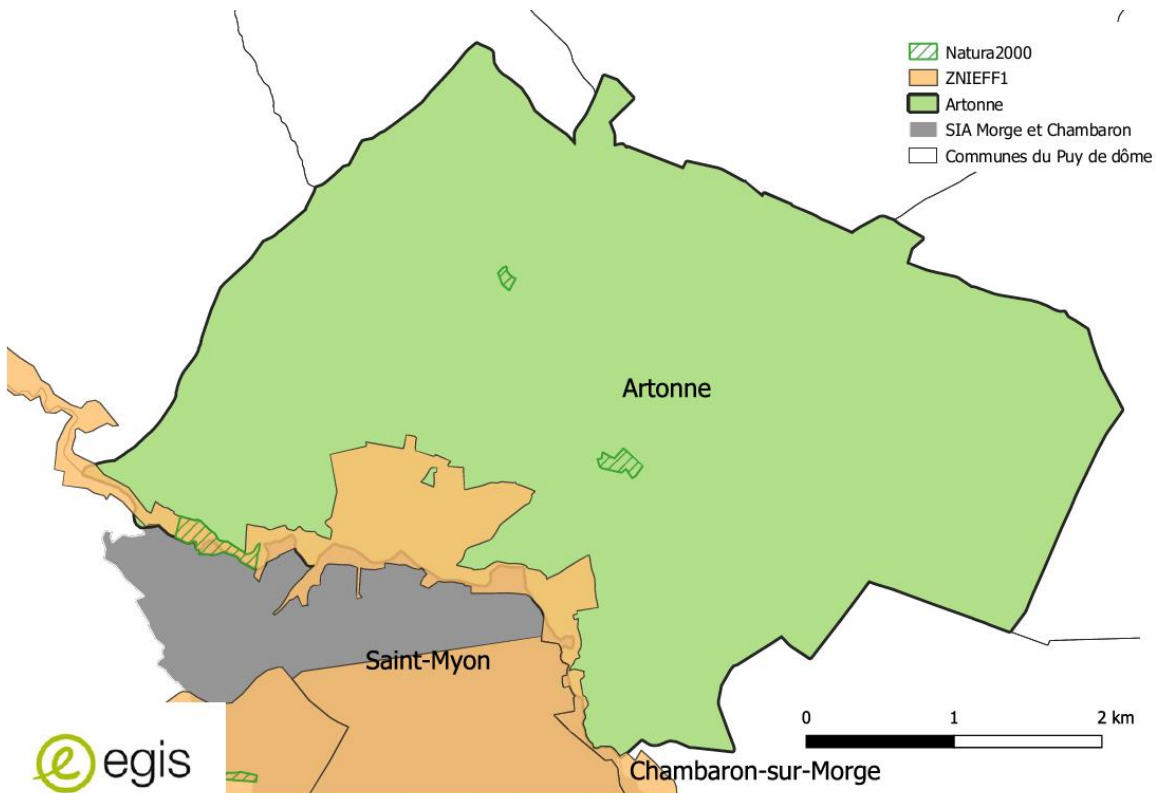 Natura2000
ZNIEFF1
Artonne
SIA Morge et Chambaron
Communes du Puy de dôme
Artonne
Saint-Myon
0 1 2 km
Chambaron-sur-Morge
e egis